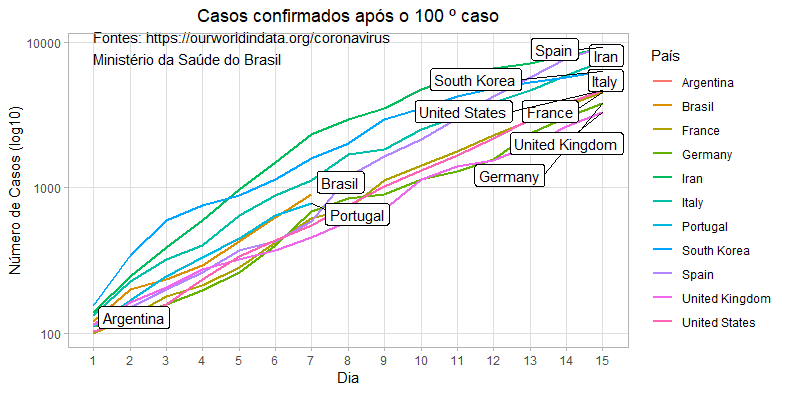 Casos confirmados após o 100 º caso
Fontes: https://ourworldindata.org/coronavirus
Ministério da Saúde do Brasil
Número de Casos (log10)
10000
1000
100
Spain
Iran
South Korea
Italy
United States
France
United Kingdom
Germany
Brasil
Portugal
Argentina
1 2 3 4 5 6 7 8 9 10 11 12 13 14 15
Dia
País
Argentina
Brasil
France
Germany
Iran
Italy
Portugal
South Korea
Spain
United Kingdom
United States